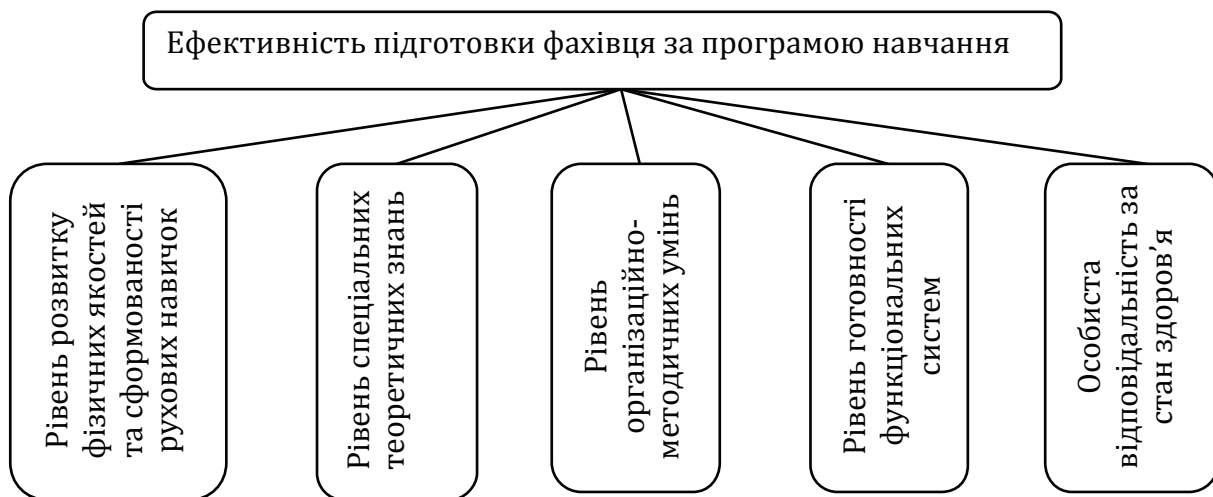 Ефективність підготовки фахівця за програмою навчання
Рівень розвитку
фізичних якостей
та сформованості
рухових навичок
Рівень спеціальних
теоретичних знань
Рівень
організаційно-
методичних умінь
Рівень готовності
функціональних
систем
Особиста
відповідальність за
стан здоров’я